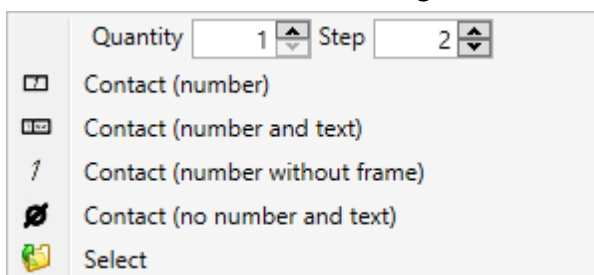 Quantity 1 Step 2
Contact (number)
Contact (number and text)
1 Contact (number without frame)
Contact (no number and text)
Select